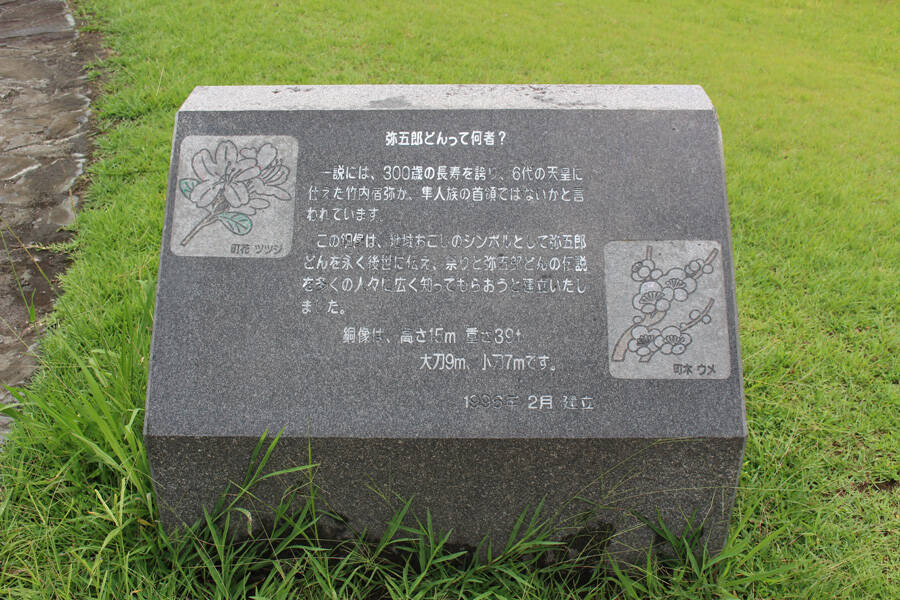 弥五郎どんって何者？
一説には、300歳の長寿を誇り、6代の天皇に
仕えた竹内宿弥が、隼人族の首領ではないかと言
われています。
この銅像は、地域おこしのシンボルとして弥五郎
どんを永く後世に伝え、祭りと弥五郎どんの伝説
を多くの人々に広く知ってもらおうと建立いたし
ました。
銅像は、高さ15m 重さ39t
大刀9m、小刀7mです。
1996年 2月 建立
町花 ツツジ
町木 ウメ